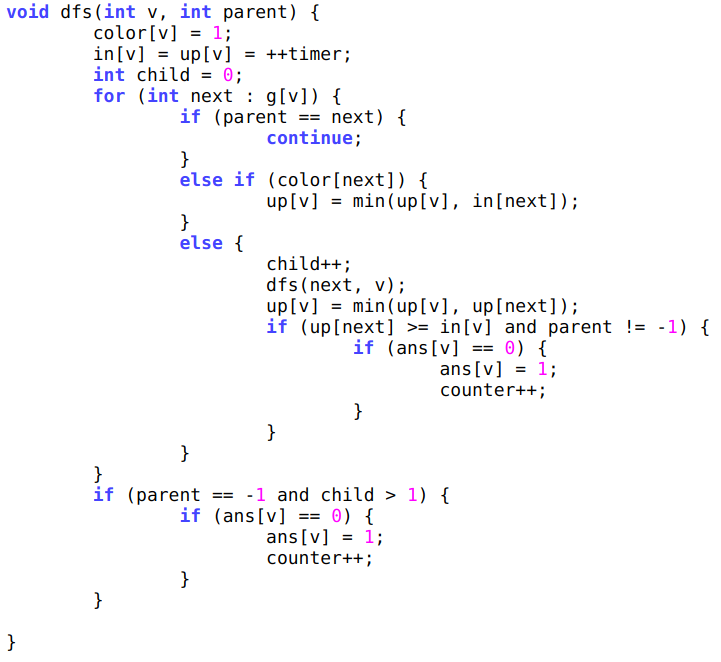 void dfs(int v, int parent) {
        color[v] = 1;
        in[v] = up[v] = ++timer;
        int child = 0;
        for (int next : g[v]) {
                if (parent == next) {
                        continue;
                }
                else if (color[next]) {
                        up[v] = min(up[v], in[next]);
                }
                else {
                        child++;
                        dfs(next, v);
                        up[v] = min(up[v], up[next]);
                        if (up[next] >= in[v] and parent != -1) {
                                if (ans[v] == 0) {
                                        ans[v] = 1;
                                        counter++;
                                }
                        }
                }
        }
        if (parent == -1 and child > 1) {
                if (ans[v] == 0) {
                        ans[v] = 1;
                        counter++;
                }
        }

}